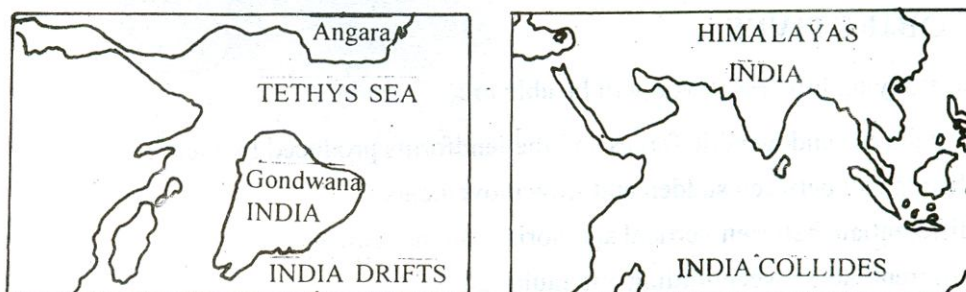 Angara
TETHYS SEA
Gondwana
INDIA
INDIA DRIFTS
HIMALAYAS
INDIA
INDIA COLLIDES